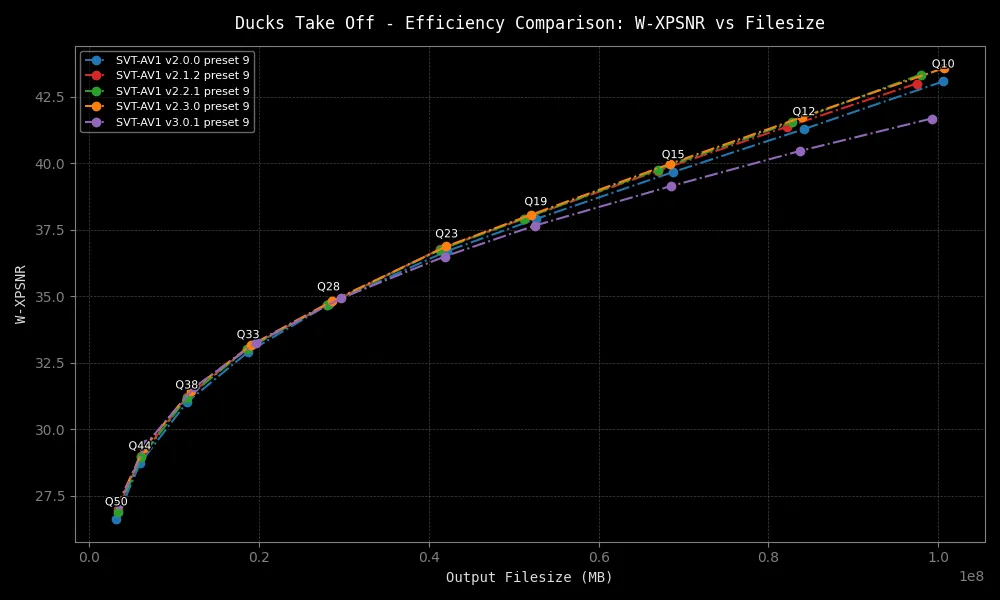 Ducks Take Off - Efficiency Comparison: W-XPSNR vs Filesize
SVT-AV1 v2.0.0 preset 9
SVT-AV1 v2.1.2 preset 9
SVT-AV1 v2.2.1 preset 9
SVT-AV1 v2.3.0 preset 9
SVT-AV1 v3.0.1 preset 9
W-XPSNR
42.5
40.0
37.5
35.0
32.5
30.0
27.5
Q10
Q12
Q15
Q19
Q23
Q28
Q33
Q38
Q44
Q50
0.0 0.2 0.4 0.6 0.8 1.0
1e8
Output Filesize (MB)